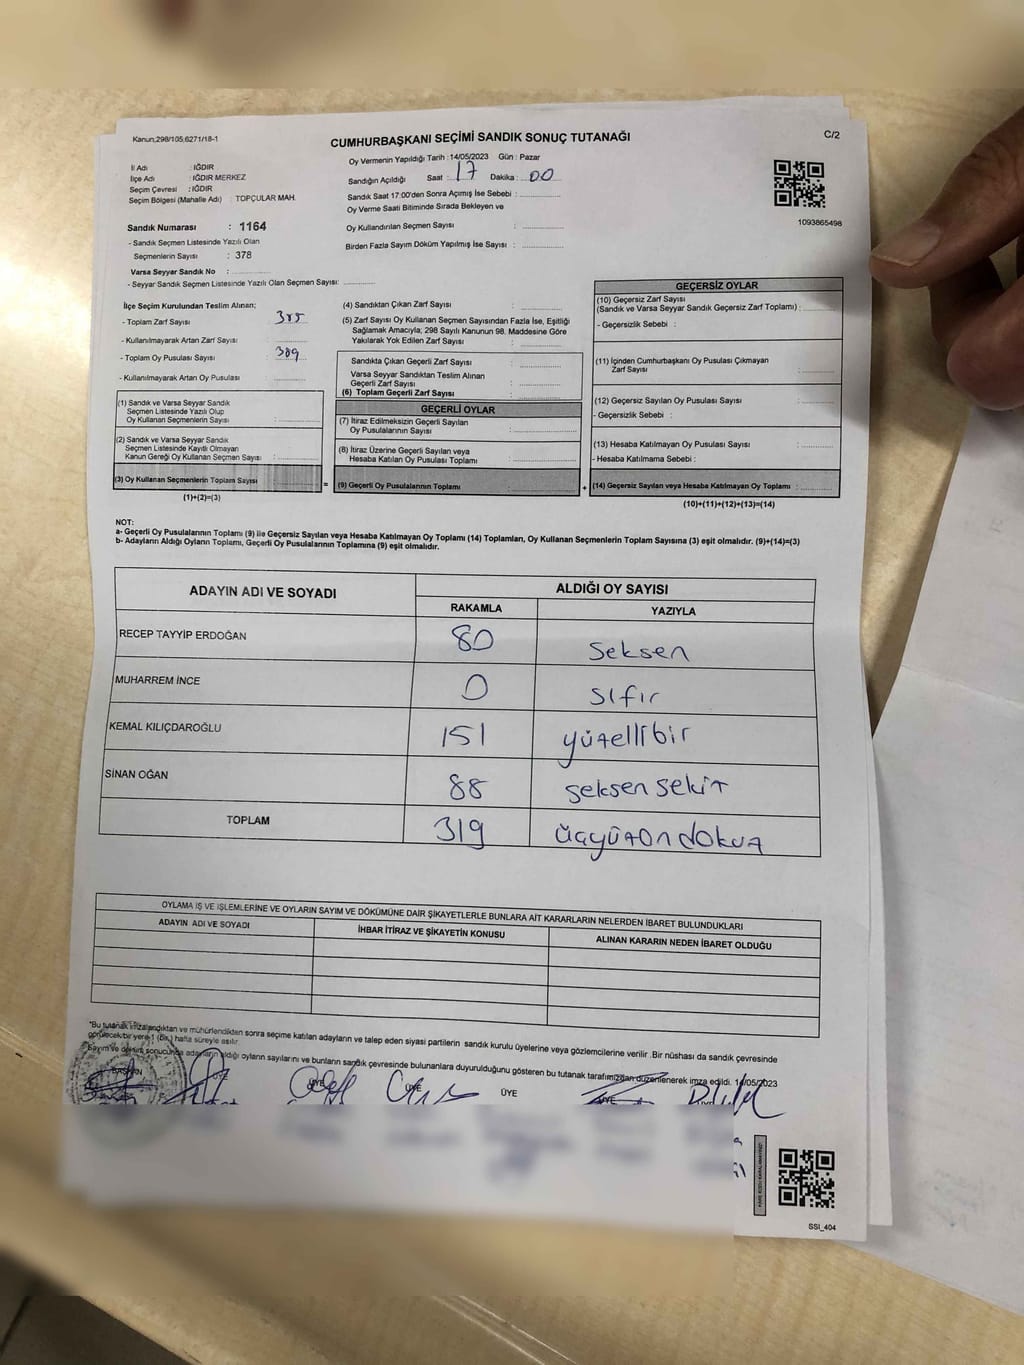 Kanun;298/105;6271/18-1
CUMHURBAŞKANI SEÇİMİ SANDIK SONUÇ TUTANAĞI
C/2
İl Adı : IĞDIR
İlçe Adı : IĞDIR MERKEZ
Seçim Çevresi : IĞDIR
Seçim Bölgesi (Mahalle Adı) : TOPÇULAR MAH.
Sandık Numarası : 1164
- Sandık Seçmen Listesinde Yazılı Olan
Seçmenlerin Sayısı : 378
Varsa Seyyar Sandık No :
- Seyyar Sandık Seçmen Listesinde Yazılı Olan Seçmen Sayısı:
Oy Vermenin Yapıldığı Tarih : 14/05/2023 Gün : Pazar
Sandığın Açıldığı Saat : 17 Dakika : 00
Sandık Saat 17:00'den Sonra Açımış İse Sebebi :
Oy Verme Saati Bitiminde Sırada Bekleyen ve
Oy Kullandırılan Seçmen Sayısı :
Birden Fazla Sayım Döküm Yapılmış İse Sayısı :
1093865498
İlçe Seçim Kurulundan Teslim Alınan;
- Toplam Zarf Sayısı : 385
- Kullanılmayarak Artan Zarf Sayısı :
- Toplam Oy Pusulası Sayısı : 389
- Kullanılmayarak Artan Oy Pusulası :
(1) Sandık ve Varsa Seyyar Sandık
Seçmen Listesinde Yazılı Olup
Oy Kullanan Seçmenlerin Sayısı :
(2) Sandık ve Varsa Seyyar Sandık
Seçmen Listesinde Kayıtlı Olmayan
Kanun Gereği Oy Kullanan Seçmen Sayısı :
(3) Oy Kullanan Seçmenlerin Toplam Sayısı
(1)+(2)=(3)
(4) Sandıktan Çıkan Zarf Sayısı :
(5) Zarf Sayısı Oy Kullanan Seçmen Sayısından Fazla İse, Eşitliği
Sağlamak Amacıyla; 298 Sayılı Kanunun 98. Maddesine Göre
Yakılarak Yok Edilen Zarf Sayısı :
Sandıkta Çıkan Geçerli Zarf Sayısı :
Varsa Seyyar Sandıktan Teslim Alınan
Geçerli Zarf Sayısı :
(6) Toplam Geçerli Zarf Sayısı :
GEÇERLİ OYLAR
(7) İtiraz Edilmeksizin Geçerli Sayılan
Oy Pusulalarının Sayısı :
(8) İtiraz Üzerine Geçerli Sayılan veya
Hesaba Katılan Oy Pusulası Toplamı :
= (9) Geçerli Oy Pusulalarının Toplamı
GEÇERSİZ OYLAR
(10) Geçersiz Zarf Sayısı
(Sandık ve Varsa Seyyar Sandık Geçersiz Zarf Toplamı) :
- Geçersizlik Sebebi :
(11) İçinden Cumhurbaşkanı Oy Pusulası Çıkmayan
Zarf Sayısı :
(12) Geçersiz Sayılan Oy Pusulası Sayısı :
- Geçersizlik Sebebi :
(13) Hesaba Katılmayan Oy Pusulası Sayısı :
- Hesaba Katılmama Sebebi :
+ (14) Geçersiz Sayılan veya Hesaba Katılmayan Oy Toplamı :
(10)+(11)+(12)+(13)=(14)
NOT:
a- Geçerli Oy Pusulalarının Toplamı (9) ile Geçersiz Sayılan veya Hesaba Katılmayan Oy Toplamı (14) Toplamları, Oy Kullanan Seçmenlerin Toplam Sayısına (3) eşit olmalıdır. (9)+(14)=(3)
b- Adayların Aldığı Oyların Toplamı, Geçerli Oy Pusulalarının Toplamına (9) eşit olmalıdır.
ADAYIN ADI VE SOYADI
ALDIĞI OY SAYISI
RAKAMLA YAZIYLA
RECEP TAYYİP ERDOĞAN 80 seksen
MUHARREM İNCE 0 sıfır
KEMAL KILIÇDAROĞLU 151 yüzellibir
SİNAN OĞAN 88 seksen sekiz
TOPLAM 319 üçyüzondokuz
OYLAMA İŞ VE İŞLEMLERİNE VE OYLARIN SAYIM VE DÖKÜMÜNE DAİR ŞİKAYETLERLE BUNLARA AİT KARARLARIN NELERDEN İBARET BULUNDUKLARI
ADAYIN ADI VE SOYADI
İHBAR İTİRAZ VE ŞİKAYETİN KONUSU
ALINAN KARARIN NEDEN İBARET OLDUĞU
"Bu tutanak imzalandıktan ve mühürlendikten sonra seçime katılan adayların ve talep eden siyasi partilerin sandık kurulu üyelerine veya gözlemcilerine verilir .Bir nüshası da sandık çevresinde
görülecek bir yere 1 (Bir,) hafta süreyle asılır.
Sayım ve döküm sonucunda adayların aldığı oyların sayılarını ve bunların sandık çevresinde bulunanlara duyurulduğunu gösteren bu tutanak tarafımızdan düzenlenerek imza edildi. 14/05/2023
BAŞKAN ÜYE ÜYE ÜYE ÜYE ÜYE
SSI_404